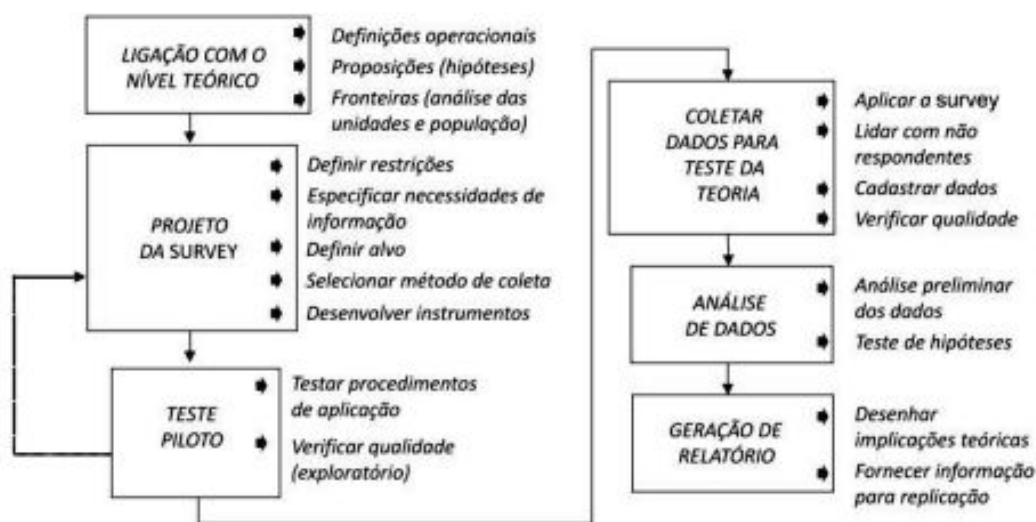 LIGAÇÃO COM O
NÍVEL TEÓRICO
Definições operacionais
Proposições (hipóteses)
Fronteiras (análise das
unidades e população)
PROJETO
DA SURVEY
Definir restrições
Especificar necessidades de
informação
Definir alvo
Selecionar método de coleta
Desenvolver instrumentos
TESTE
PILOTO
Testar procedimentos
de aplicação
Verificar qualidade
(exploratório)
COLETAR
DADOS PARA
TESTE DA
TEORIA
Aplicar a survey
Lidar com não
respondentes
Cadastrar dados
Verificar qualidade
ANÁLISE
DE DADOS
Análise preliminar
dos dados
Teste de hipóteses
GERAÇÃO DE
RELATÓRIO
Desenhar
implicações teóricas
Fornecer informação
para replicação